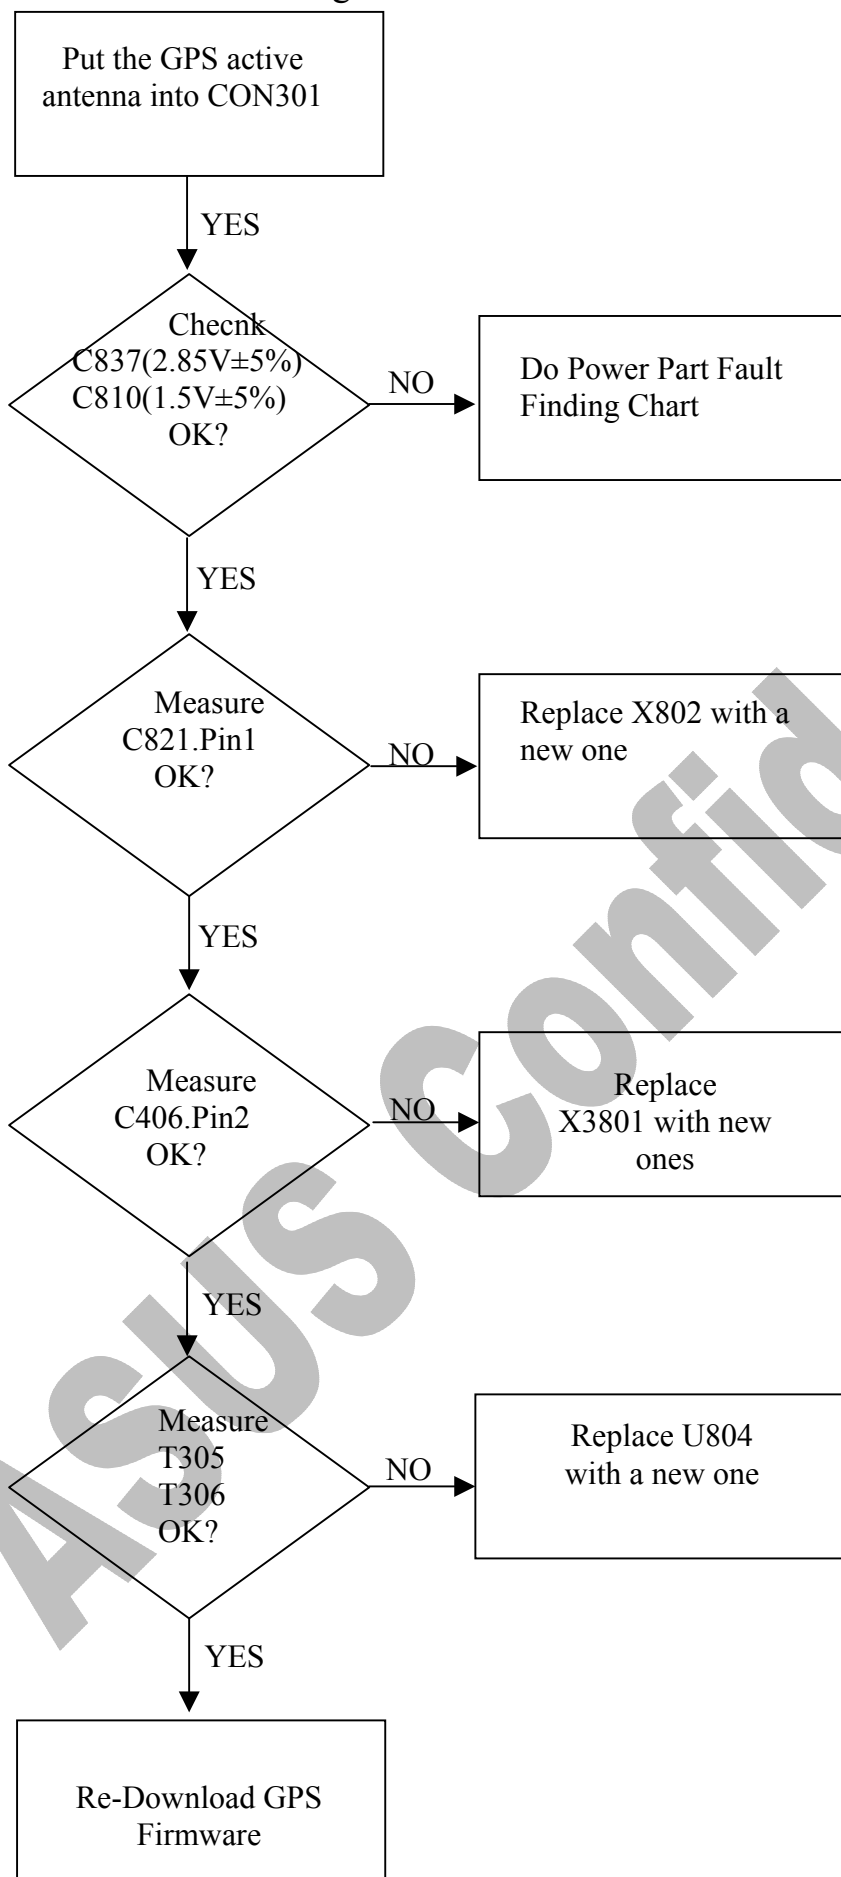 g
Put the GPS active
antenna into CON301
YES
Checnk
C837(2.85V±5%)
C810(1.5V±5%)
OK?
NO
Do Power Part Fault
Finding Chart
YES
Measure
C821.Pin1
OK?
NO
Replace X802 with a
new one
YES
Measure
C406.Pin2
OK?
NO
Replace
X3801 with new
ones
YES
Measure
T305
T306
OK?
NO
Replace U804
with a new one
YES
Re-Download GPS
Firmware
ASUS Confid